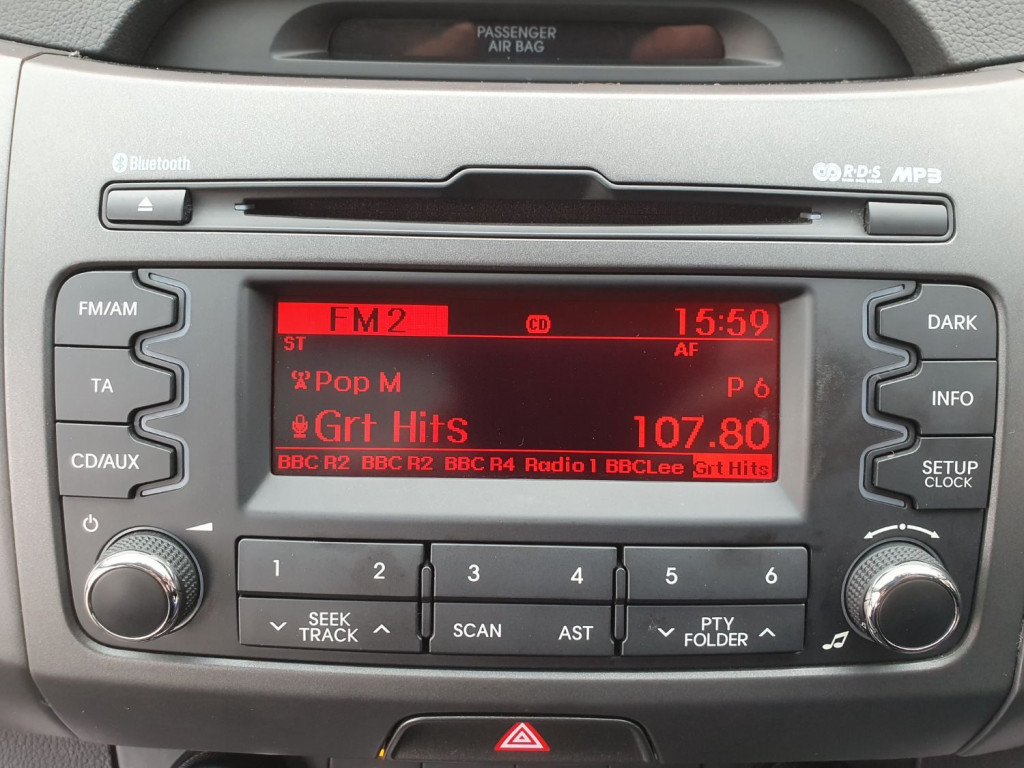 PASSENGER
AIR BAG
Bluetooth
R·D·S MP3
FM/AM
TA
CD/AUX
FM2 CD 15:59
ST AF
Pop M P 6
Grt Hits 107.80
BBC R2 BBC R2 BBC R4 Radio 1 BBCLee Grt Hits
DARK
INFO
SETUP
CLOCK
1 2 3 4 5 6
SEEK
TRACK
SCAN AST
PTY
FOLDER